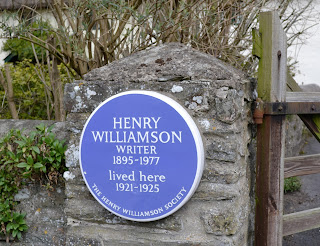 HENRY
WILLIAMSON
WRITER
1895-1977
lived here
1921-1925
THE HENRY WILLIAMSON SOCIETY